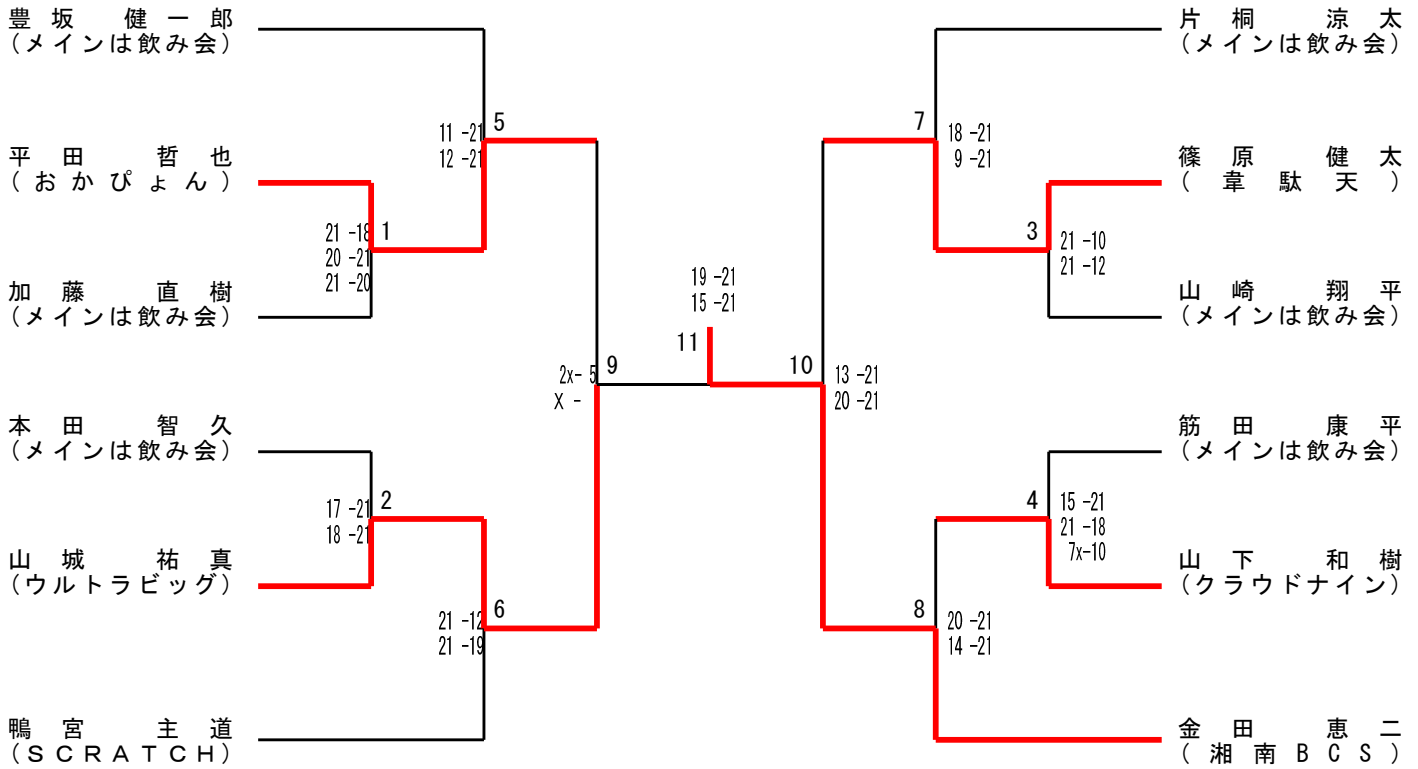 豊坂 健一郎
(メインは飲み会)
平田 哲也
(おかぴょん)
加藤 直樹
(メインは飲み会)
本田 智久
(メインは飲み会)
山城 祐真
(ウルトラビッグ)
鴨宮 主道
(SCRATCH)
5
11 -21
12 -21
1
21 -18
20 -21
21 -20
2
17 -21
18 -21
6
21 -12
21 -19
9
2x- 5
X -
19 -21
15 -21
11
10
13 -21
20 -21
7
18 -21
9 -21
3
21 -10
21 -12
4
15 -21
21 -18
7x-10
8
20 -21
14 -21
片桐 涼太
(メインは飲み会)
篠原 健太
(韋駄天)
山崎 翔平
(メインは飲み会)
筋田 康平
(メインは飲み会)
山下 和樹
(クラウドナイン)
金田 恵二
(湘南BCS)